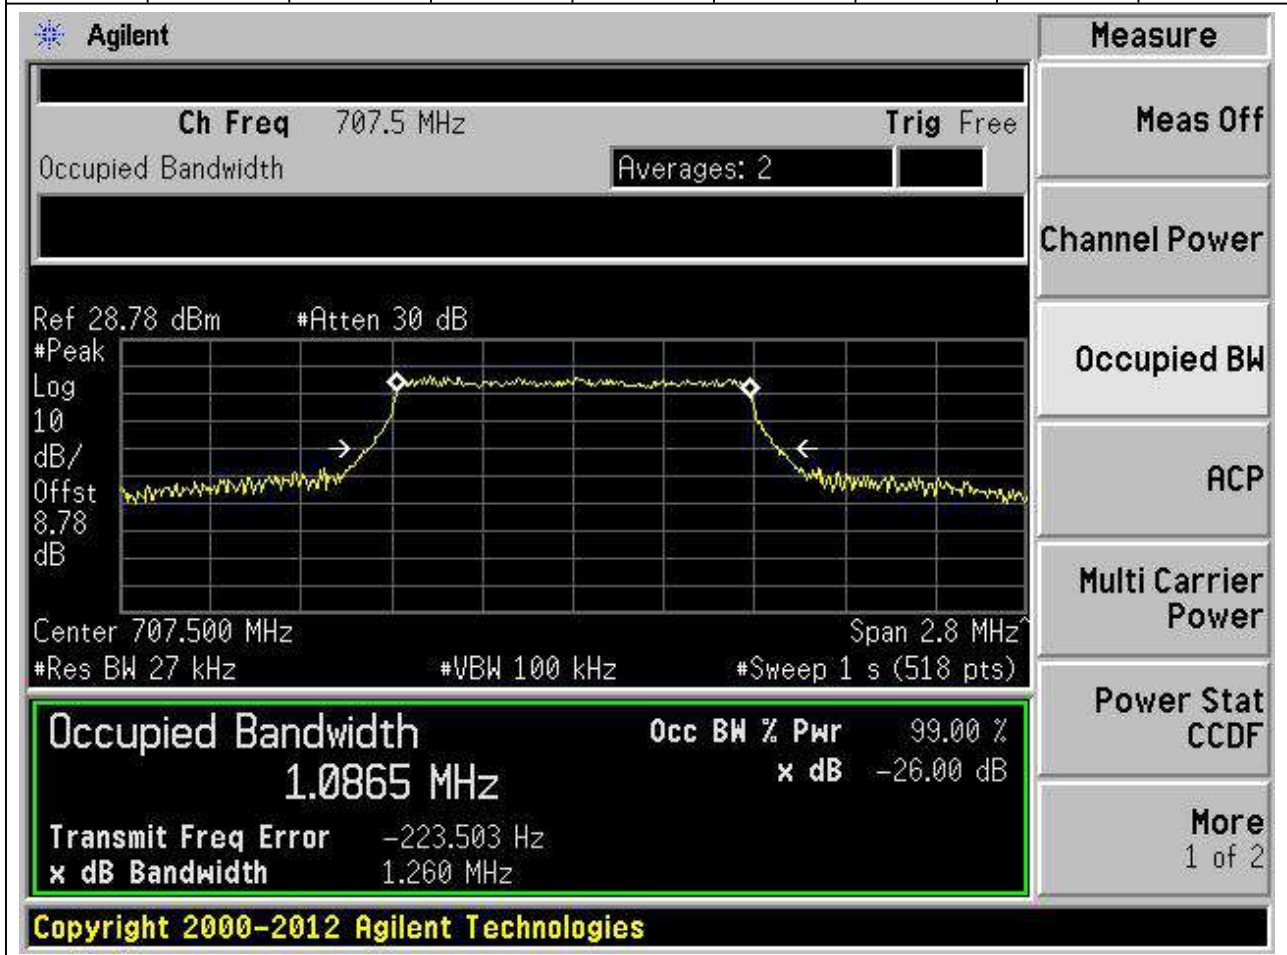 Agilent
Measure
Ch Freq 707.5 MHz Trig Free
Meas Off
Occupied Bandwidth Averages: 2
Channel Power
Ref 28.78 dBm #Atten 30 dB
#Peak
Log
10
dB/
Offst
8.78
dB
Occupied BW
ACP
Center 707.500 MHz Span 2.8 MHz^
#Res BW 27 kHz #VBW 100 kHz #Sweep 1 s (518 pts)
Multi Carrier
Power
Occupied Bandwidth Occ BW % Pwr 99.00 %
1.0865 MHz x dB -26.00 dB
Power Stat
CCDF
Transmit Freq Error -223.503 Hz
x dB Bandwidth 1.260 MHz
More
1 of 2
Copyright 2000-2012 Agilent Technologies